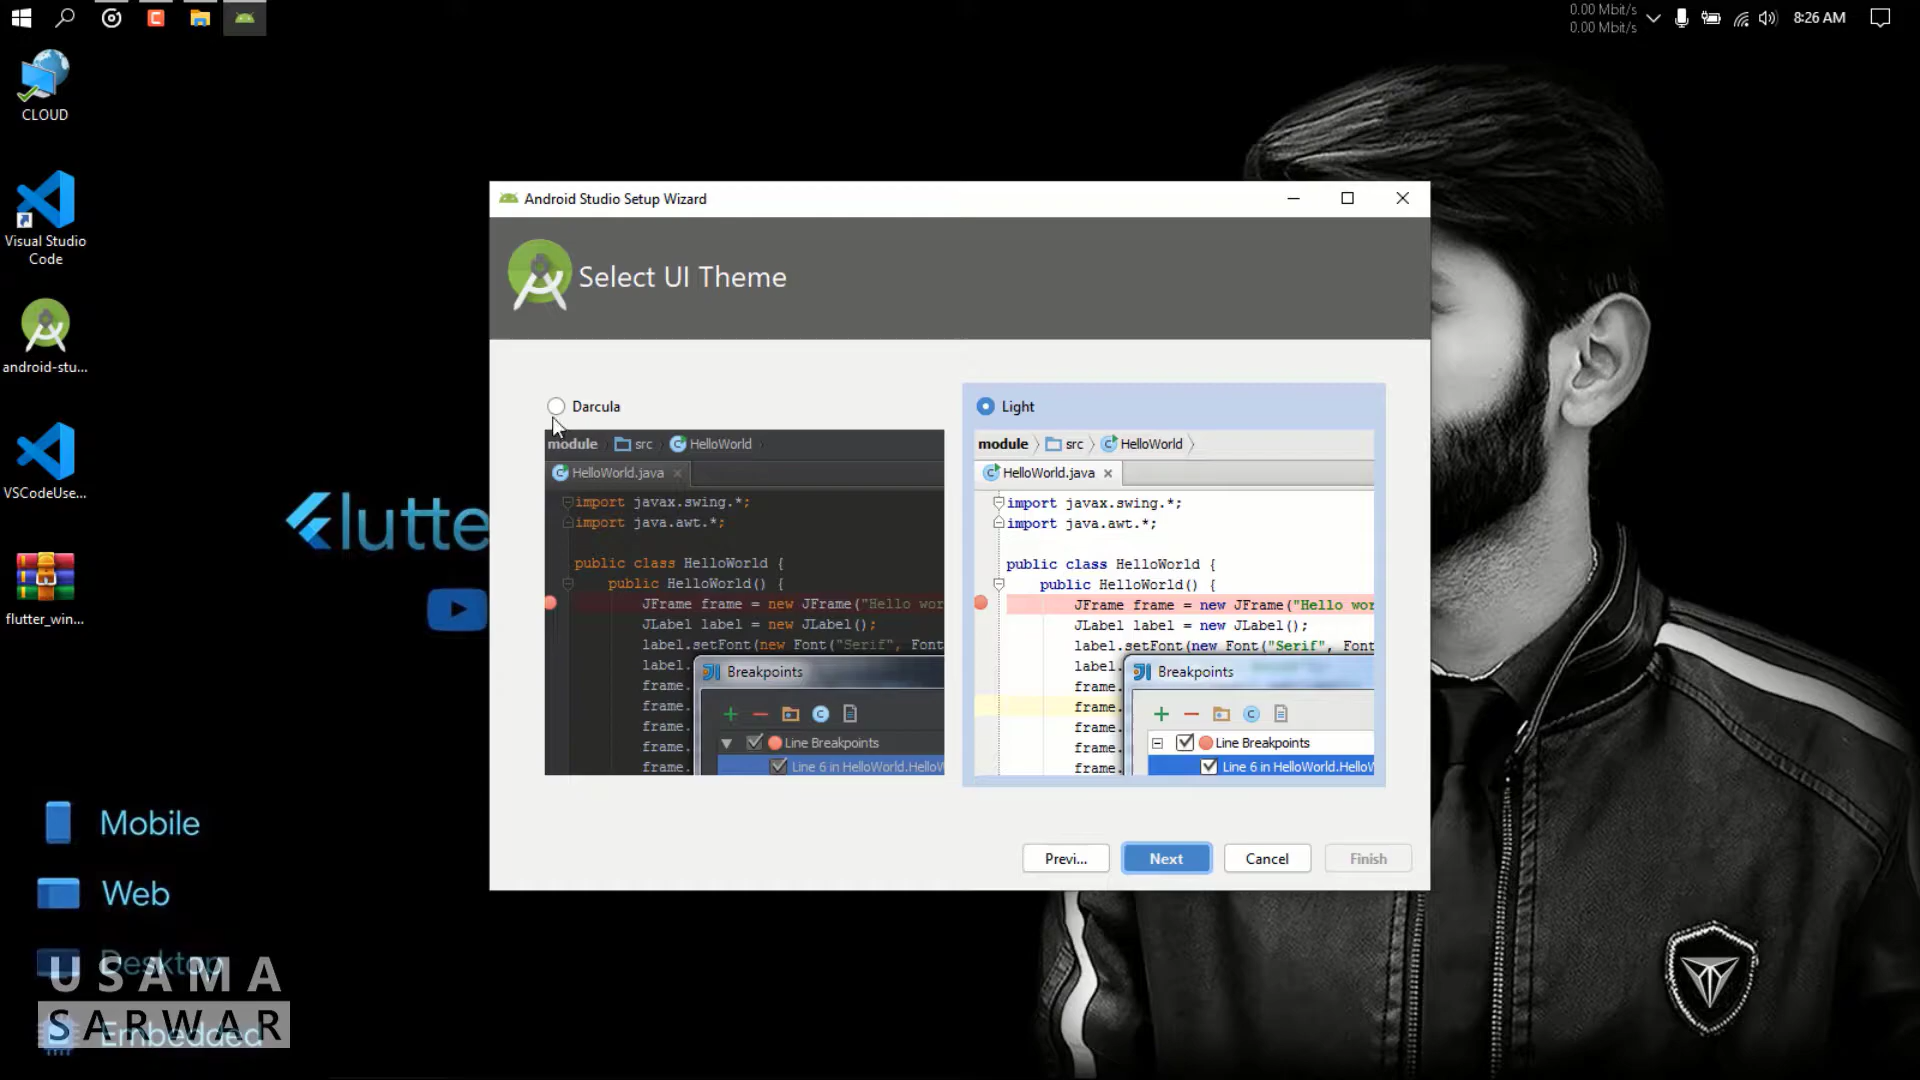 0.00 Mbit/s
0.00 Mbit/s
8:26 AM
CLOUD
Visual Studio
Code
android-stu...
VSCodeUse...
flutter_win...
lutte
Mobile
Web
Desktop
USAMA
SARWAR
Embedded
Android Studio Setup Wizard
Select UI Theme
Darcula
module
src
HelloWorld
HelloWorld.java
import javax.swing.*;
import java.awt.*;
public class HelloWorld {
public HelloWorld() {
JFrame frame = new JFrame("Hello wor
JLabel label = new JLabel();
label.setFont(new Font("Serif", Font
label.
frame.
frame.
frame.
frame.
frame.
Breakpoints
Line Breakpoints
Line 6 in HelloWorld.HelloW
Light
module
src
HelloWorld
HelloWorld.java
import javax.swing.*;
import java.awt.*;
public class HelloWorld {
public HelloWorld() {
JFrame frame = new JFrame("Hello wor
JLabel label = new JLabel();
label.setFont(new Font("Serif", Font
label.
frame.
frame.
frame.
frame.
frame.
Breakpoints
Line Breakpoints
Line 6 in HelloWorld.HelloW
Previ...
Next
Cancel
Finish